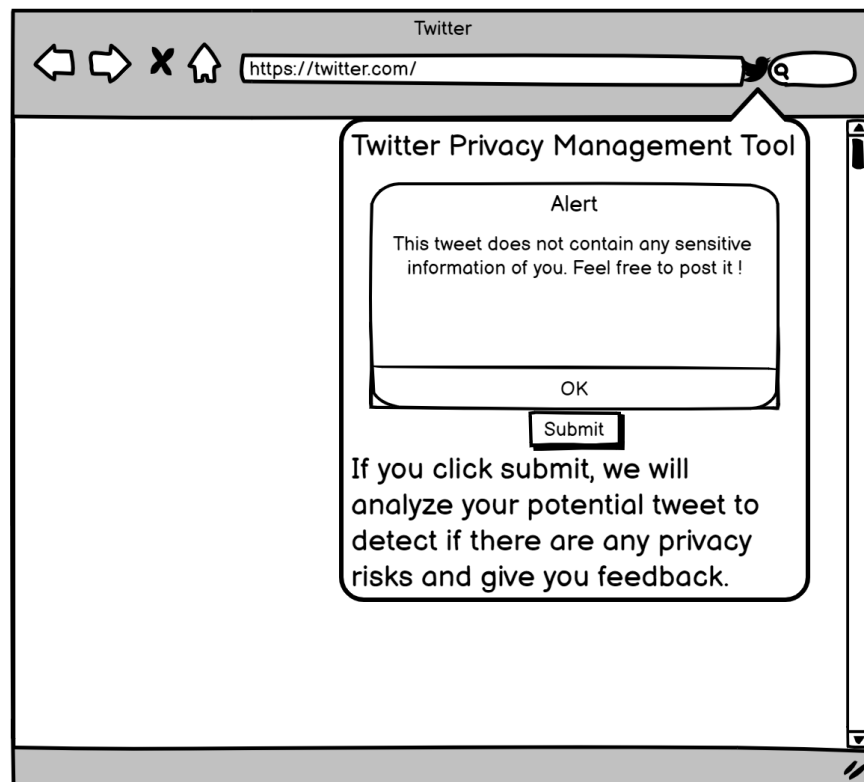 Twitter
https://twitter.com/
Twitter Privacy Management Tool
Alert
This tweet does not contain any sensitive
information of you. Feel free to post it !
OK
Submit
If you click submit, we will
analyze your potential tweet to
detect if there are any privacy
risks and give you feedback.